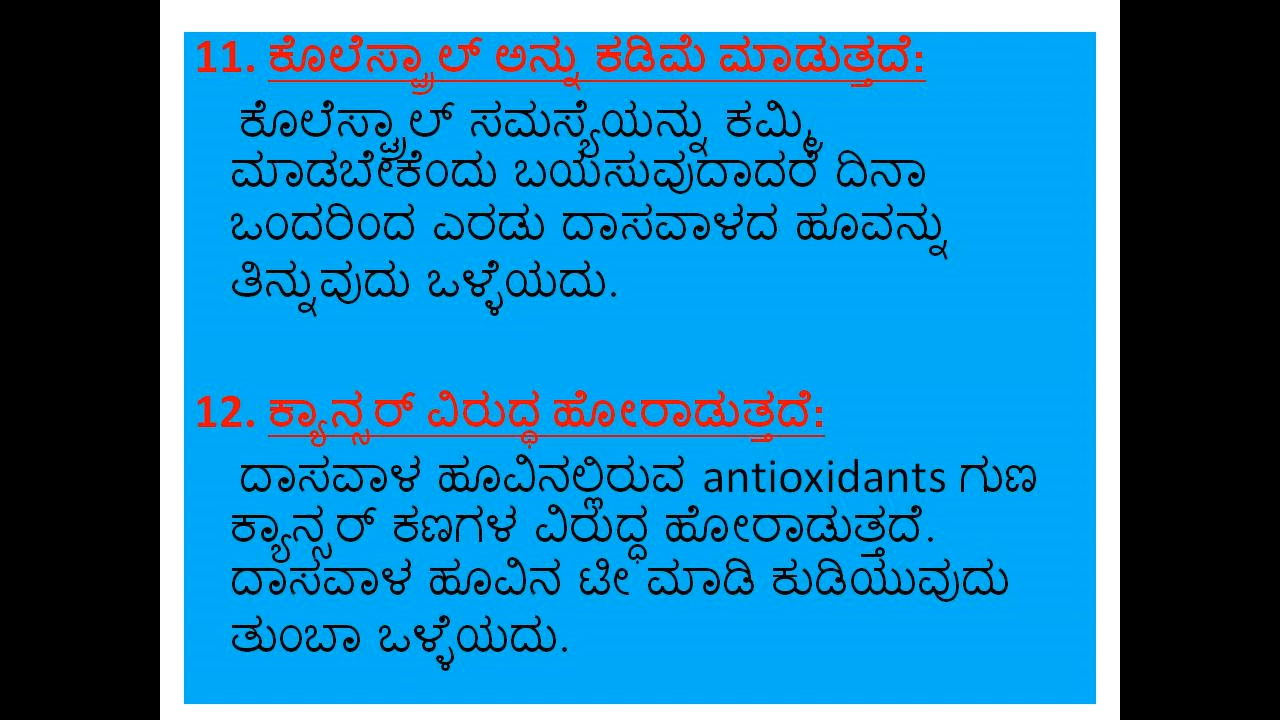 11. ಕೊಲೆಸ್ಟ್ರಾಲ್ ಅನ್ನು ಕಡಿಮೆ ಮಾಡುತ್ತದೆ:
ಕೊಲೆಸ್ಟ್ರಾಲ್ ಸಮಸ್ಯೆಯನ್ನು ಕಮ್ಮಿ
ಮಾಡಬೇಕೆಂದು ಬಯಸುವುದಾದರೆ ದಿನಾ
ಒಂದರಿಂದ ಎರಡು ದಾಸವಾಳದ ಹೂವನ್ನು
ತಿನ್ನುವುದು ಒಳ್ಳೆಯದು.
12. ಕ್ಯಾನ್ಸರ್ ವಿರುದ್ಧ ಹೋರಾಡುತ್ತದೆ:
ದಾಸವಾಳ ಹೂವಿನಲ್ಲಿರುವ antioxidants ಗುಣ
ಕ್ಯಾನ್ಸರ್ ಕಣಗಳ ವಿರುದ್ಧ ಹೋರಾಡುತ್ತದೆ.
ದಾಸವಾಳ ಹೂವಿನ ಟೀ ಮಾಡಿ ಕುಡಿಯುವುದು
ತುಂಬಾ ಒಳ್ಳೆಯದು.